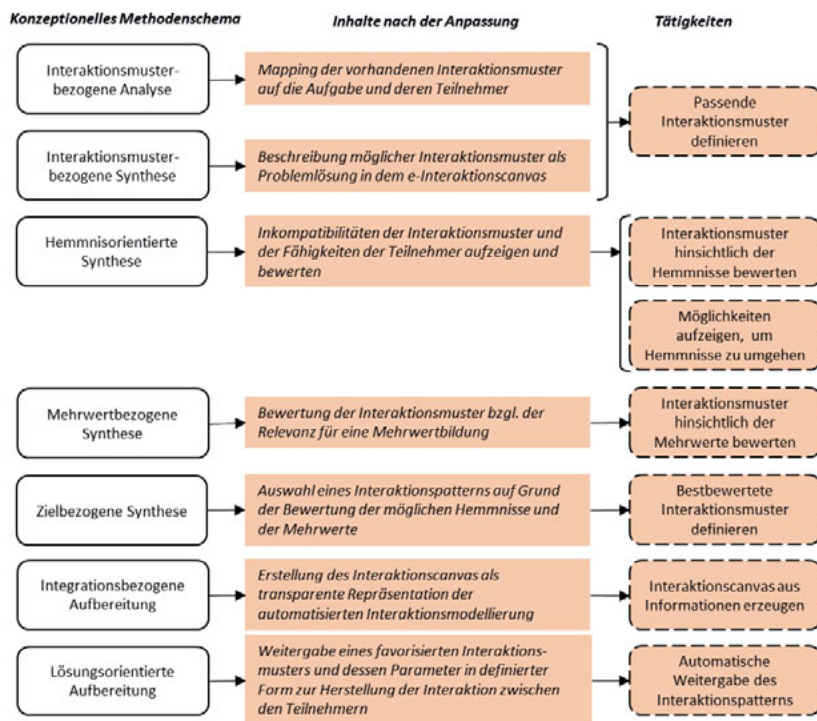 Konzeptionelles Methodenschema
Inhalte nach der Anpassung
Tätigkeiten
Interaktionsmuster-
bezogene Analyse
Mapping der vorhandenen Interaktionsmuster
auf die Aufgabe und deren Teilnehmer
Passende
Interaktionsmuster
definieren
Interaktionsmuster-
bezogene Synthese
Beschreibung möglicher Interaktionsmuster als
Problemlösung in dem e-Interaktionscanvas
Hemmnisorientierte
Synthese
Inkompatibilitäten der Interaktionsmuster und
der Fähigkeiten der Teilnehmer aufzeigen und
bewerten
Interaktionsmuster
hinsichtlich der
Hemmnisse bewerten
Möglichkeiten
aufzeigen, um
Hemmnisse zu umgehen
Mehrwertbezogene
Synthese
Bewertung der Interaktionsmuster bzgl. der
Relevanz für eine Mehrwertbildung
Interaktionsmuster
hinsichtlich der
Mehrwerte bewerten
Zielbezogene Synthese
Auswahl eines Interaktionspatterns auf Grund
der Bewertung der möglichen Hemmnisse und
der Mehrwerte
Bestbewertete
Interaktionsmuster
definieren
Integrationsbezogene
Aufbereitung
Erstellung des Interaktionscanvas als
transparente Repräsentation der
automatisierten Interaktionsmodellierung
Interaktionscanvas aus
Informationen erzeugen
Lösungsorientierte
Aufbereitung
Weitergabe eines favorisierten Interaktions-
musters und dessen Parameter in definierter
Form zur Herstellung der Interaktion zwischen
den Teilnehmern
Automatische
Weitergabe des
Interaktionspatterns